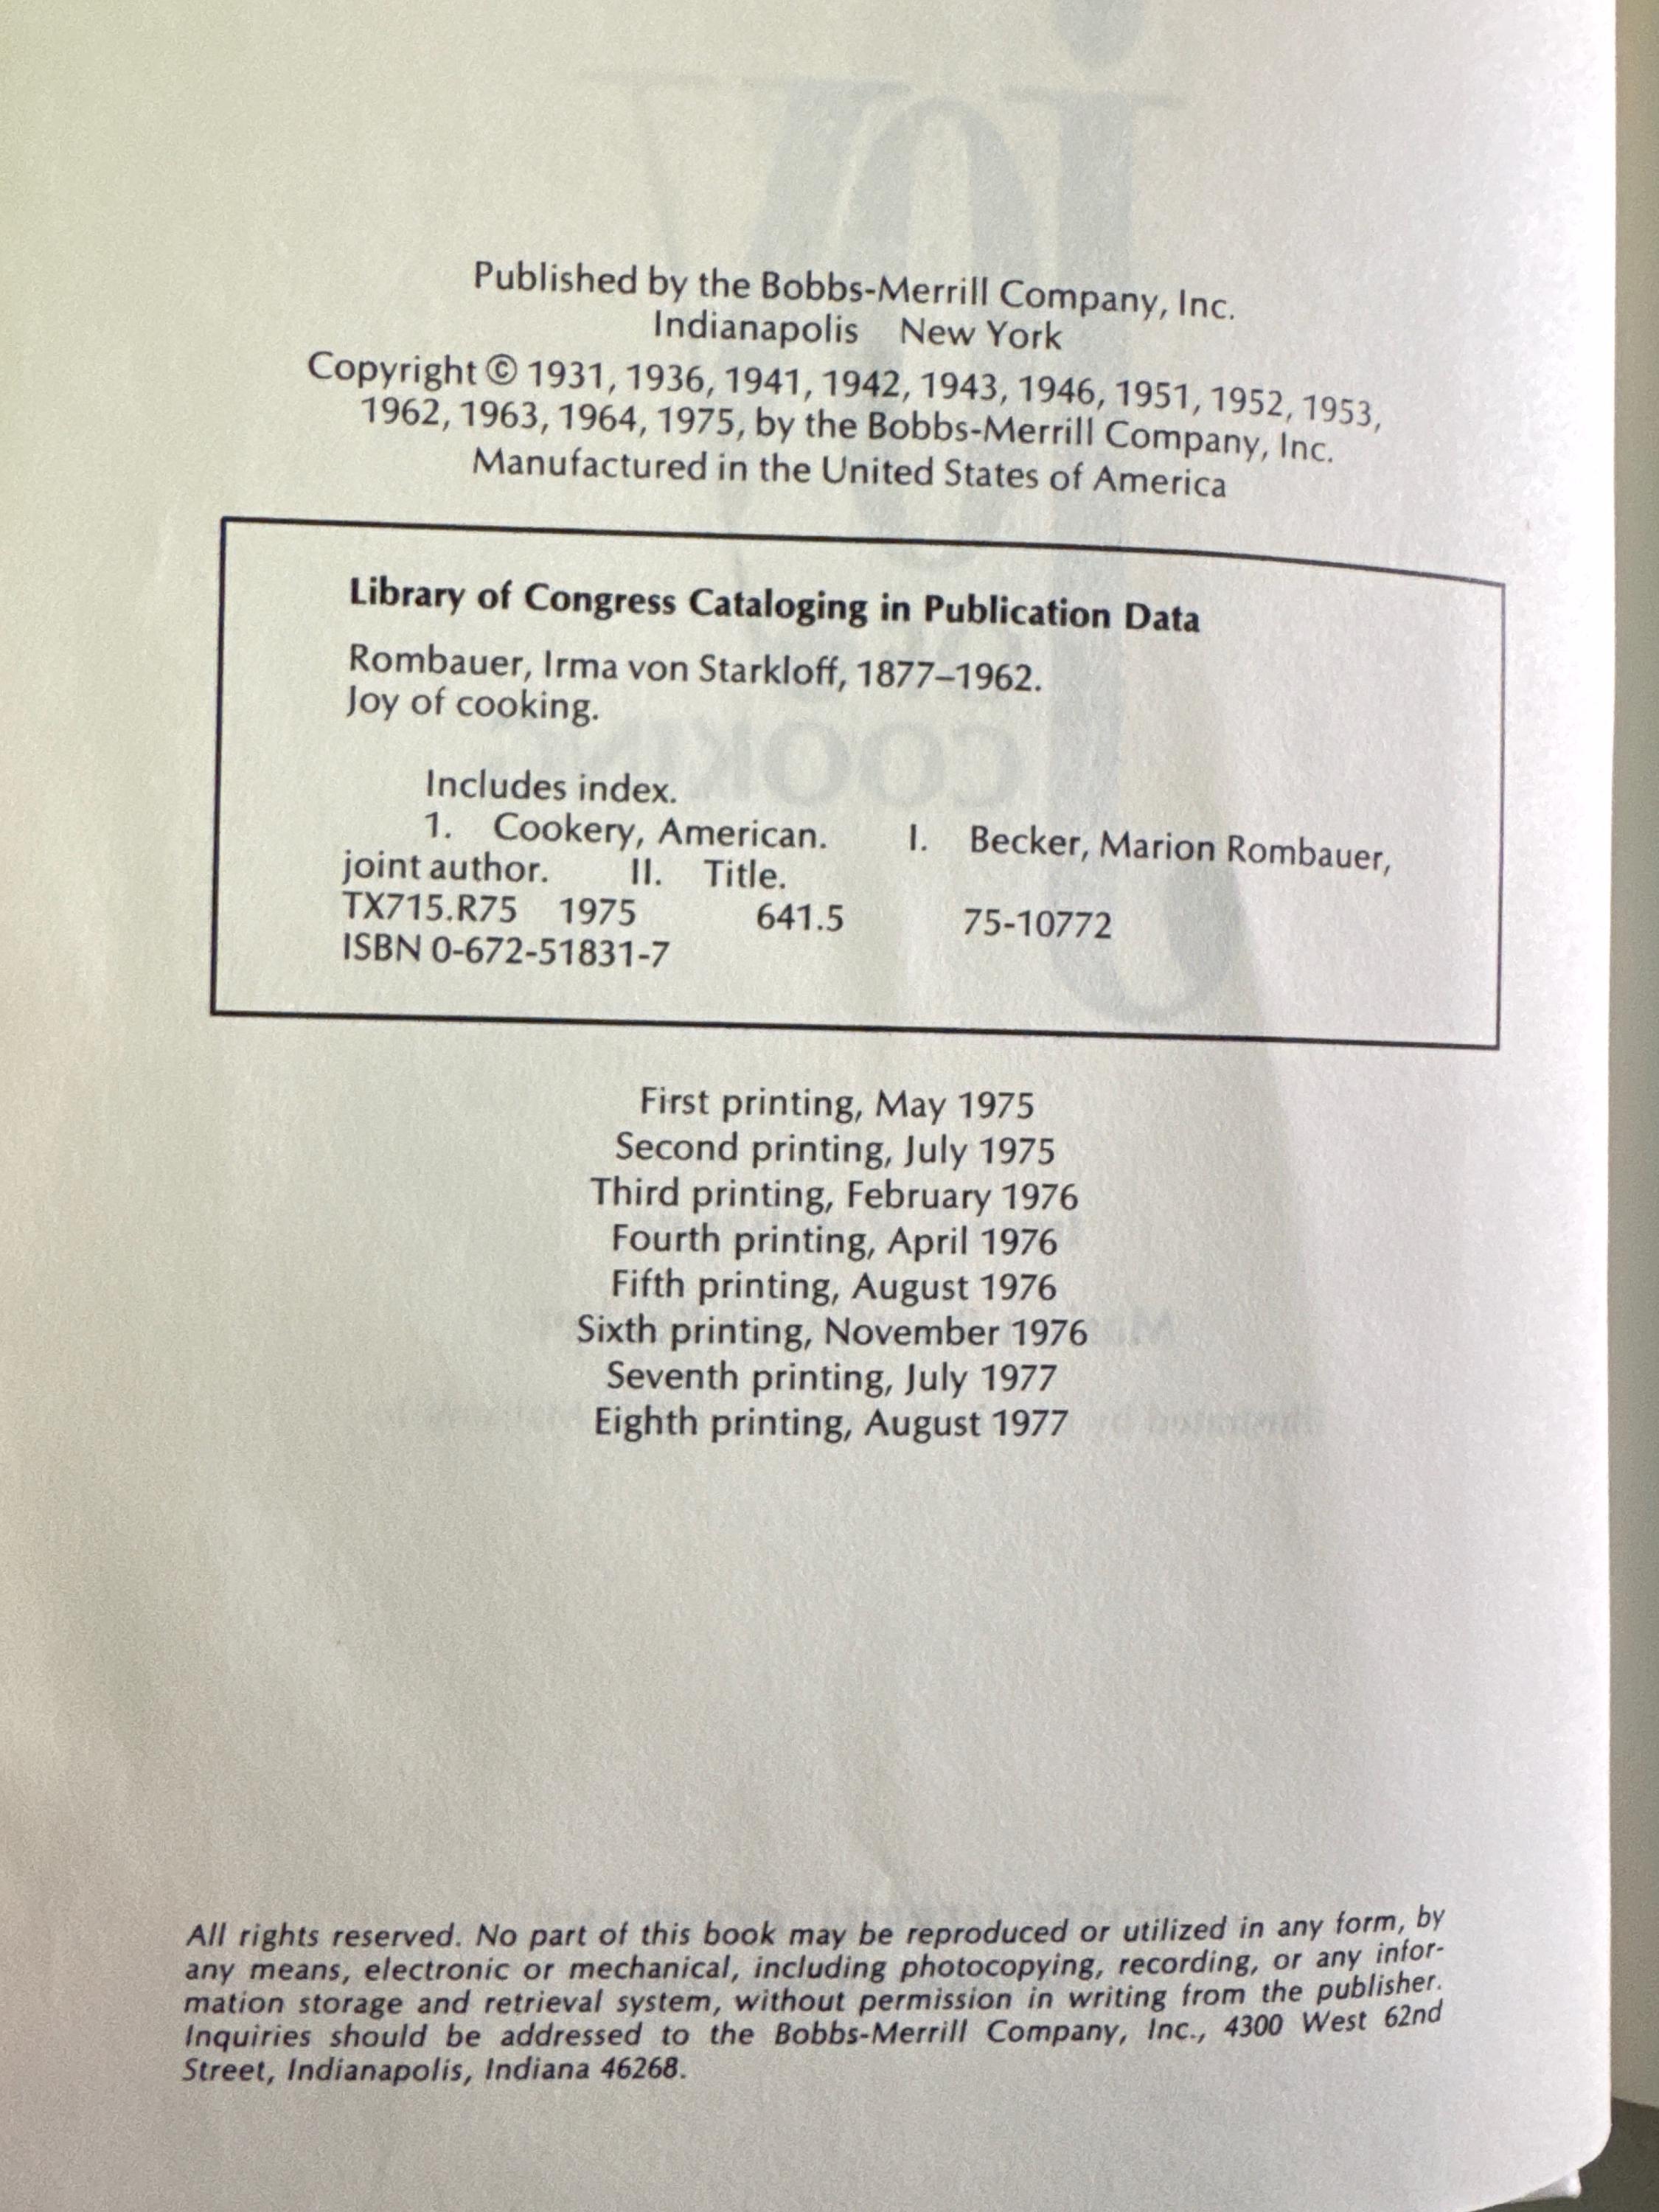 Published by the Bobbs-Merrill Company, Inc.
Indianapolis New York
Copyright © 1931, 1936, 1941, 1942, 1943, 1946, 1951, 1952, 1953,
1962, 1963, 1964, 1975, by the Bobbs-Merrill Company, Inc.
Manufactured in the United States of America
Library of Congress Cataloging in Publication Data
Rombauer, Irma von Starkloff, 1877–1962.
Joy of cooking.
Includes index.
1. Cookery, American. I. Becker, Marion Rombauer,
joint author. II. Title.
TX715.R75 1975 641.5 75-10772
ISBN 0-672-51831-7
First printing, May 1975
Second printing, July 1975
Third printing, February 1976
Fourth printing, April 1976
Fifth printing, August 1976
Sixth printing, November 1976
Seventh printing, July 1977
Eighth printing, August 1977
All rights reserved. No part of this book may be reproduced or utilized in any form, by
any means, electronic or mechanical, including photocopying, recording, or any infor-
mation storage and retrieval system, without permission in writing from the publisher.
Inquiries should be addressed to the Bobbs-Merrill Company, Inc., 4300 West 62nd
Street, Indianapolis, Indiana 46268.